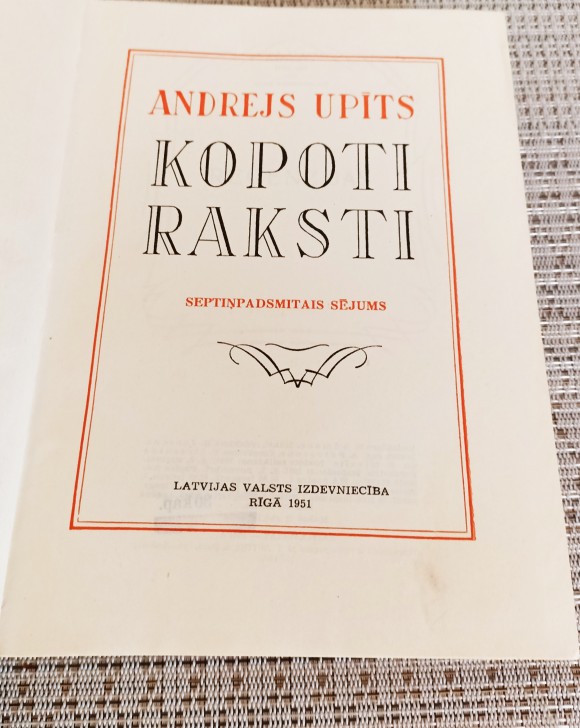 ANDREJS UPĪTS
KOPOTI
RAKSTI
SEPTIŅPADSMITAIS SĒJUMS
LATVIJAS VALSTS IZDEVNIECĪBA
RĪGĀ 1951